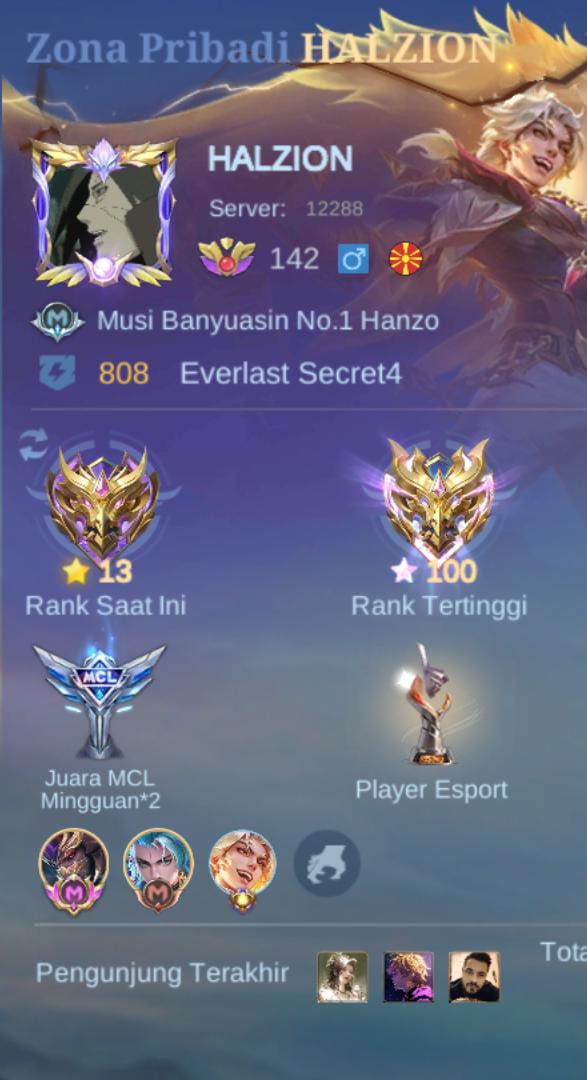 Zona Pribadi HALZION
HALZION
Server: 12288
142
Musi Banyuasin No.1 Hanzo
808 Everlast Secret4
13
Rank Saat Ini
100
Rank Tertinggi
MCL
Juara MCL
Mingguan*2
Player Esport
Pengunjung Terakhir